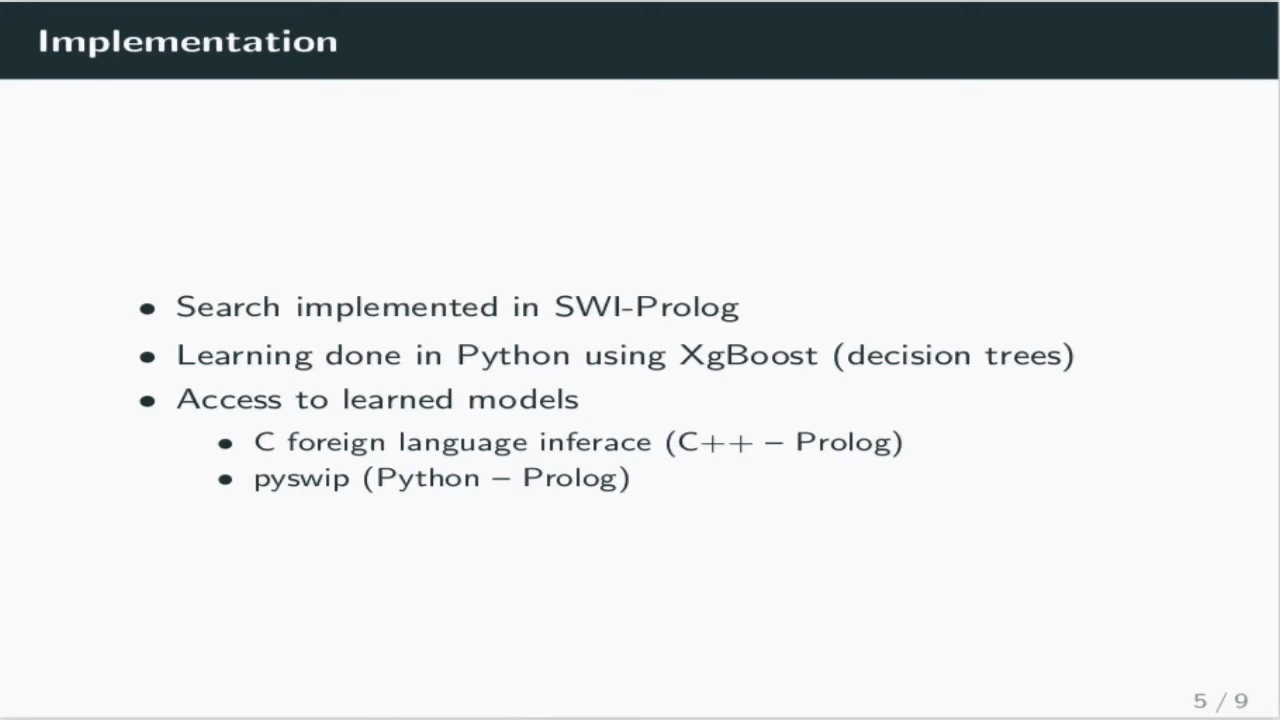 Implementation
• Search implemented in SWI-Prolog
• Learning done in Python using XgBoost (decision trees)
• Access to learned models
• C foreign language inferace (C++ – Prolog)
• pyswip (Python – Prolog)
5 / 9